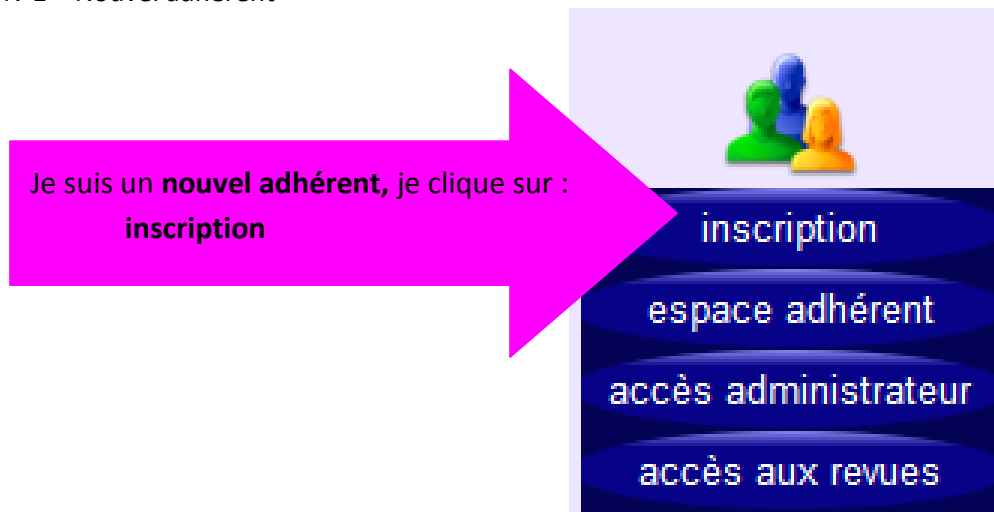 Je suis un nouvel adhérent, je clique sur :
inscription
inscription
espace adhérent
accès administrateur
accès aux revues